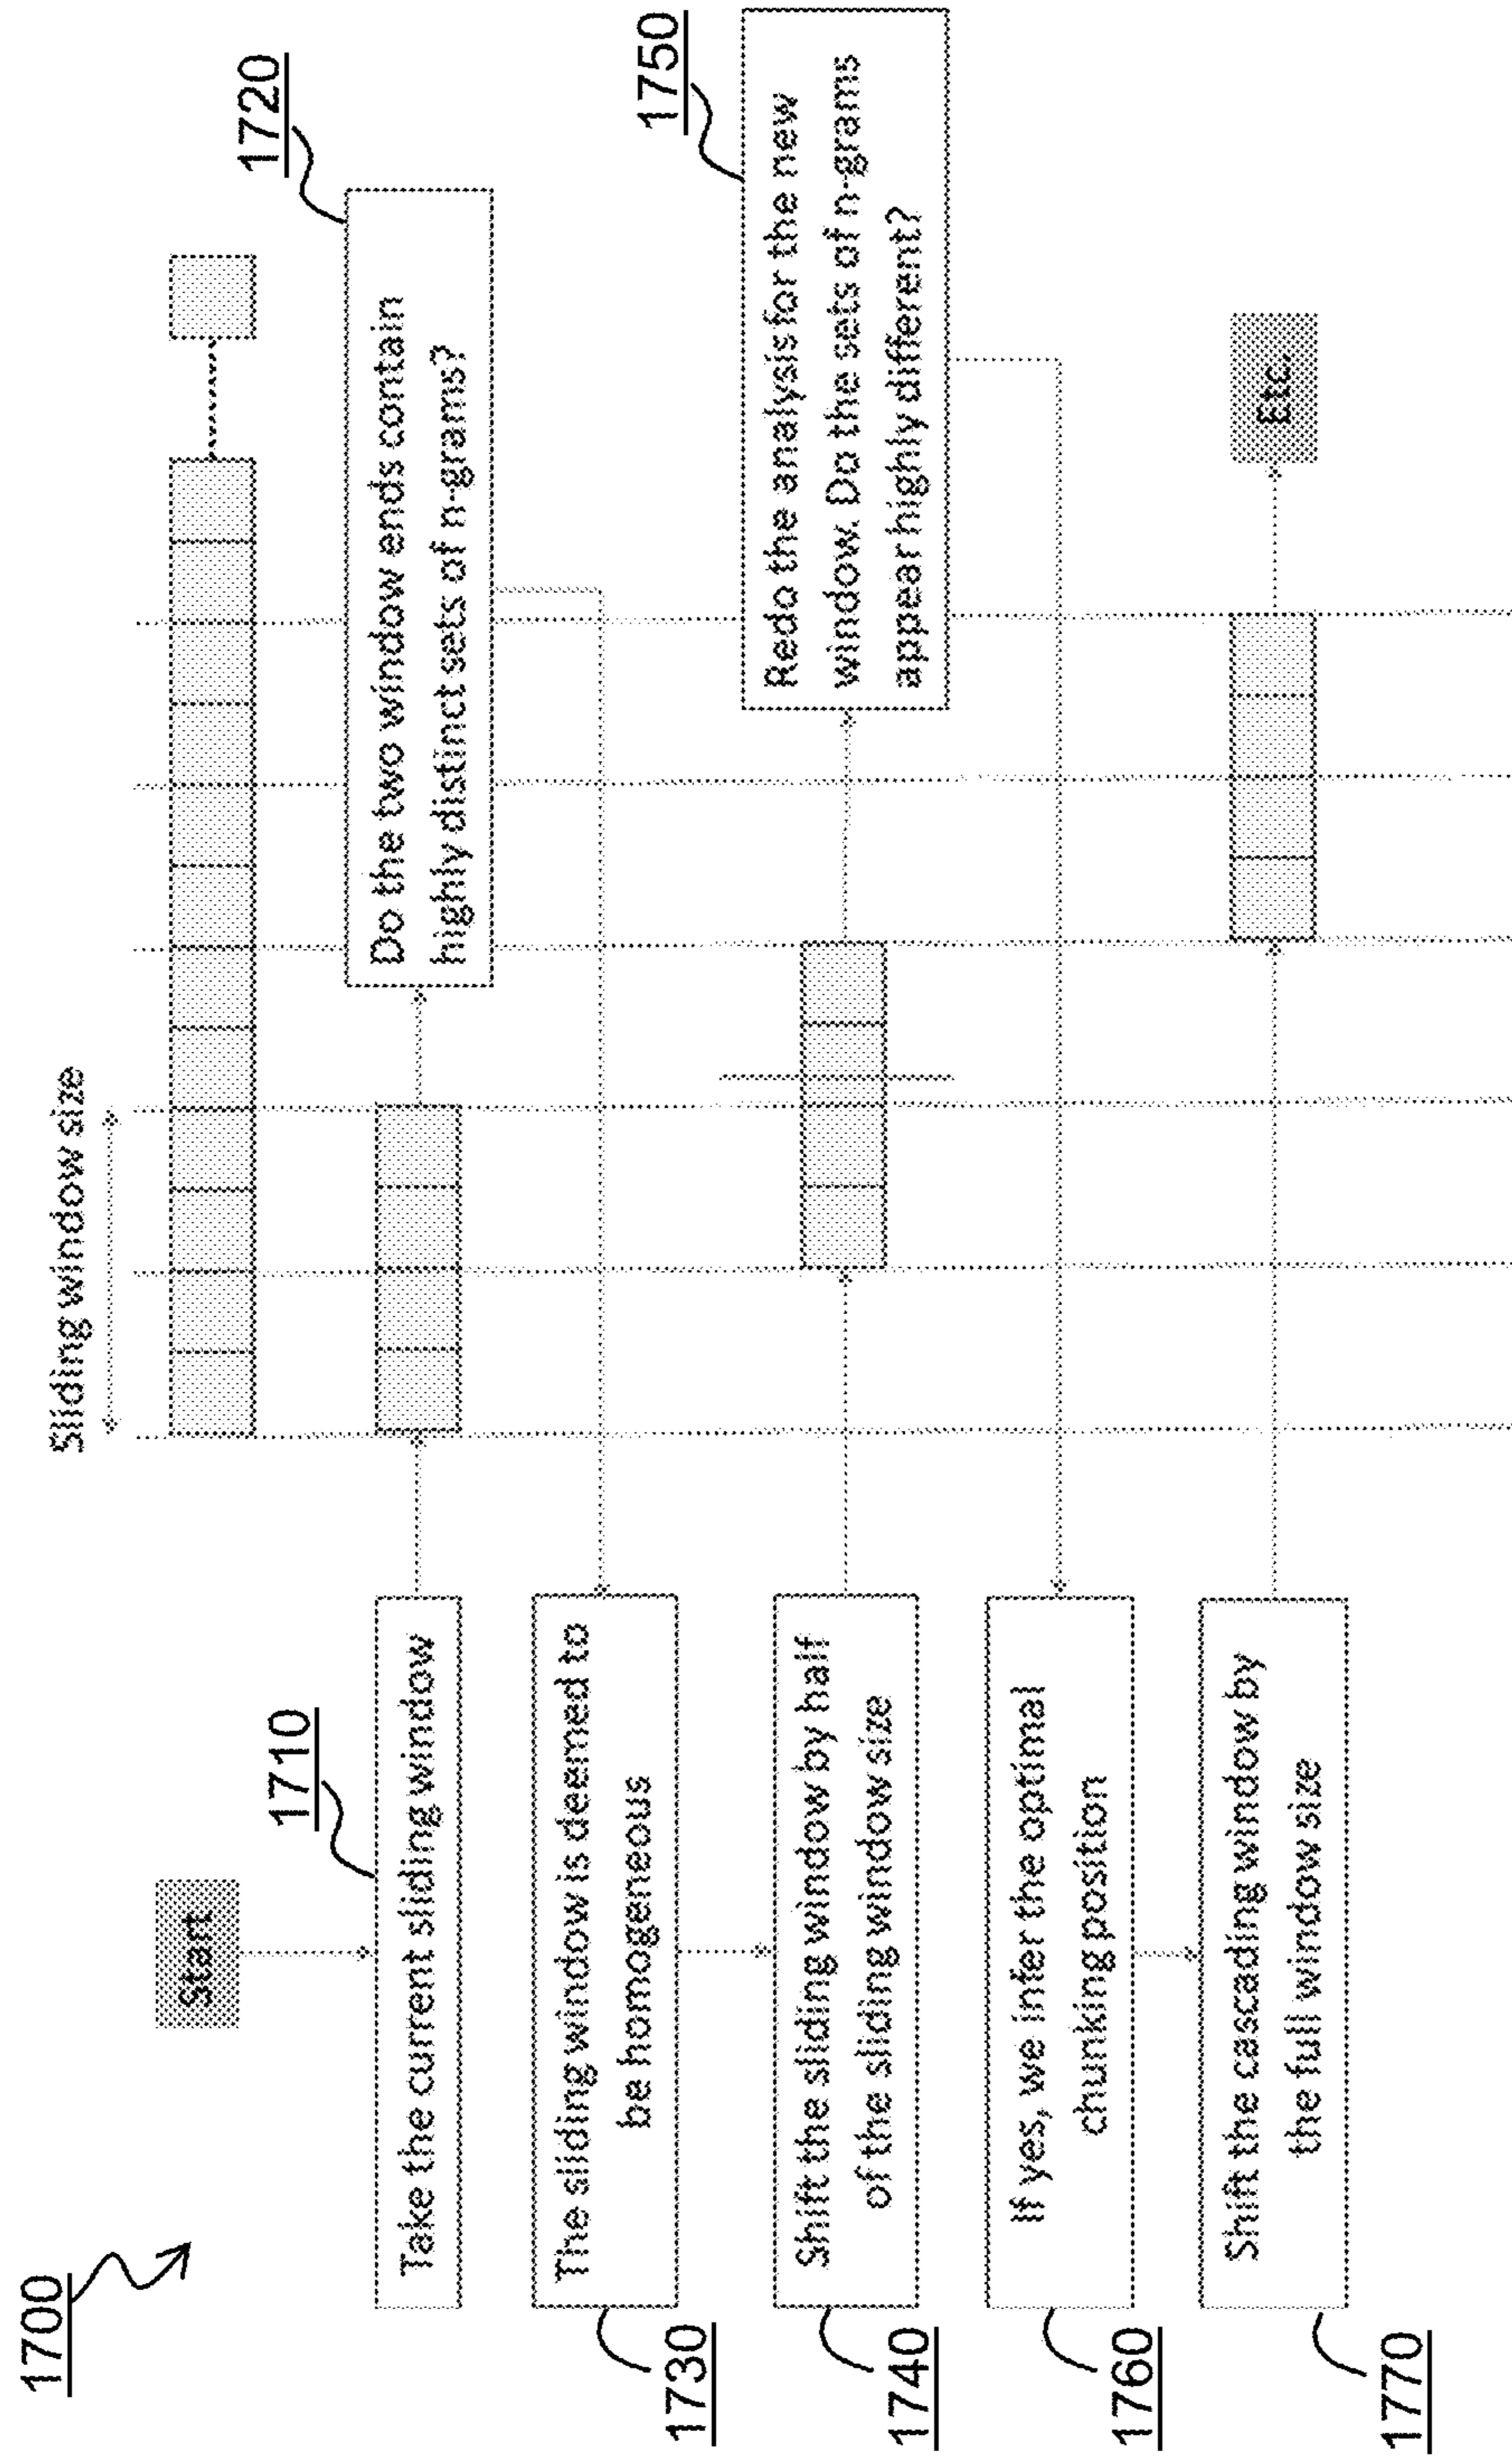 1700
Sliding window size
Start
1710
Take the current sliding window
1720
Do the two window ends contain
highly distinct sets of n-grams?
1730
The sliding window is deemed to
be homogeneous
1740
Shift the sliding window by half
of the sliding window size
1750
Redo the analysis for the new
window. Do the sets of n-grams
appear highly different?
1760
If yes, we infer the optimal
chunking position
1770
Shift the cascading window by
the full window size
Etc.